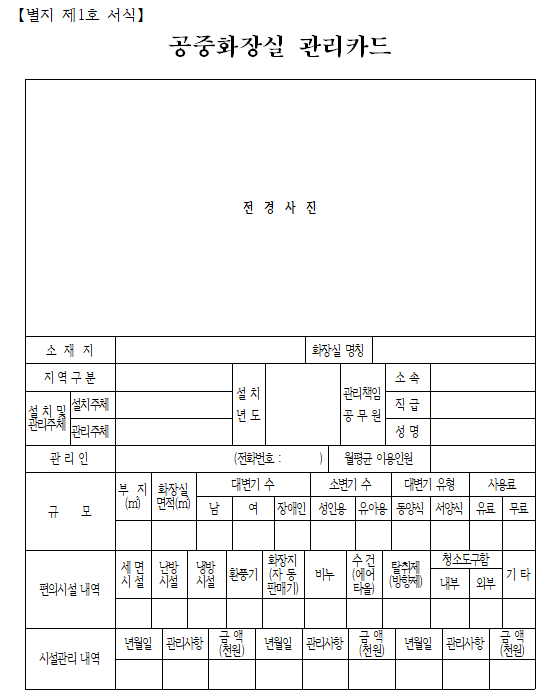 【별지 제1호 서식】
공중화장실 관리카드
전 경 사 진
소 재 지 화장실 명칭
지역구분 설 치 년 도 관리책임 공 무 원 소 속
설 치 및 관리주체 설치주체 직 급
관리주체 성 명
관 리 인 (전화번호 : ) 월평균 이용인원
규 모 부 지 (㎡) 화장실 면적(㎡) 대변기 수 소변기 수 대변기 유형 사용료
남 여 장애인 성인용 유아용 동양식 서양식 유료 무료
편의시설 내역 세 면 시 설 난방 시설 냉방 시설 환풍기 화장지 (자 동 판매기) 비누 수 건 (에어 타올) 탈취제 (방향제) 청소도구함 기 타
내부 외부
시설관리 내역 년월일 관리사항 금 액 (천원) 년월일 관리사항 금 액 (천원) 년월일 관리사항 금 액 (천원)